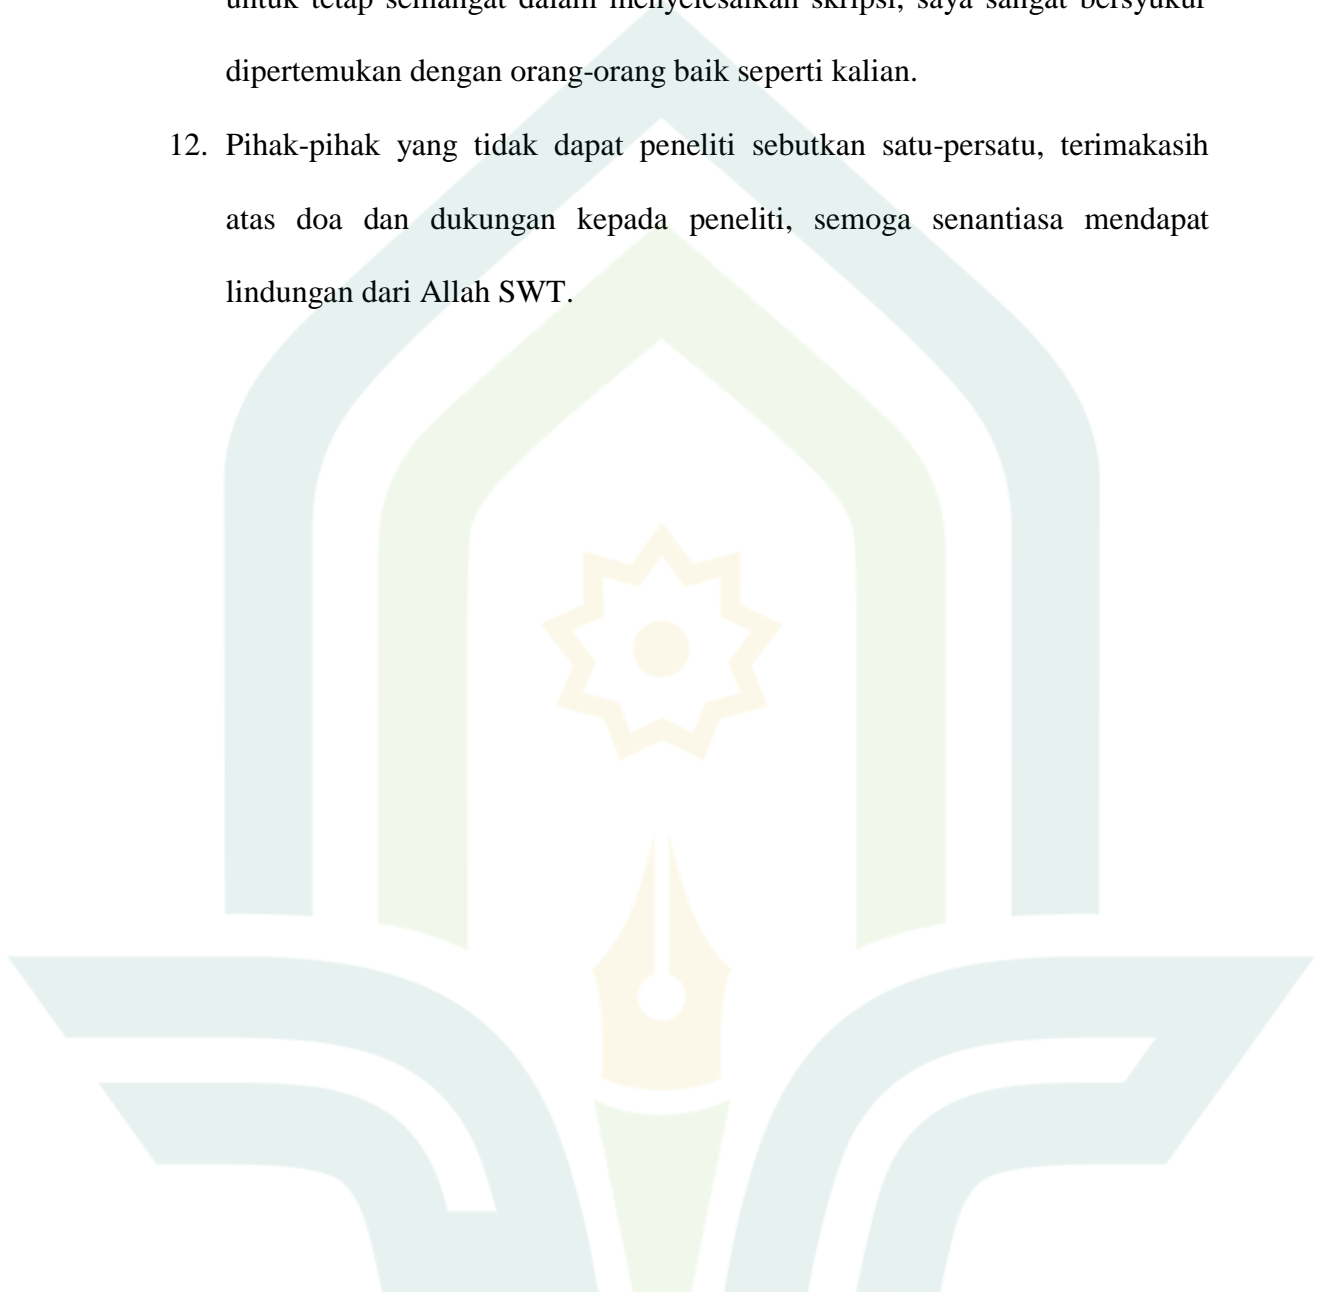 untuk tetap semangat dalam menyelesaikan skripsi, saya sangat bersyukur
dipertemukan dengan orang-orang baik seperti kalian.
12. Pihak-pihak yang tidak dapat peneliti sebutkan satu-persatu, terimakasih
atas doa dan dukungan kepada peneliti, semoga senantiasa mendapat
lindungan dari Allah SWT.